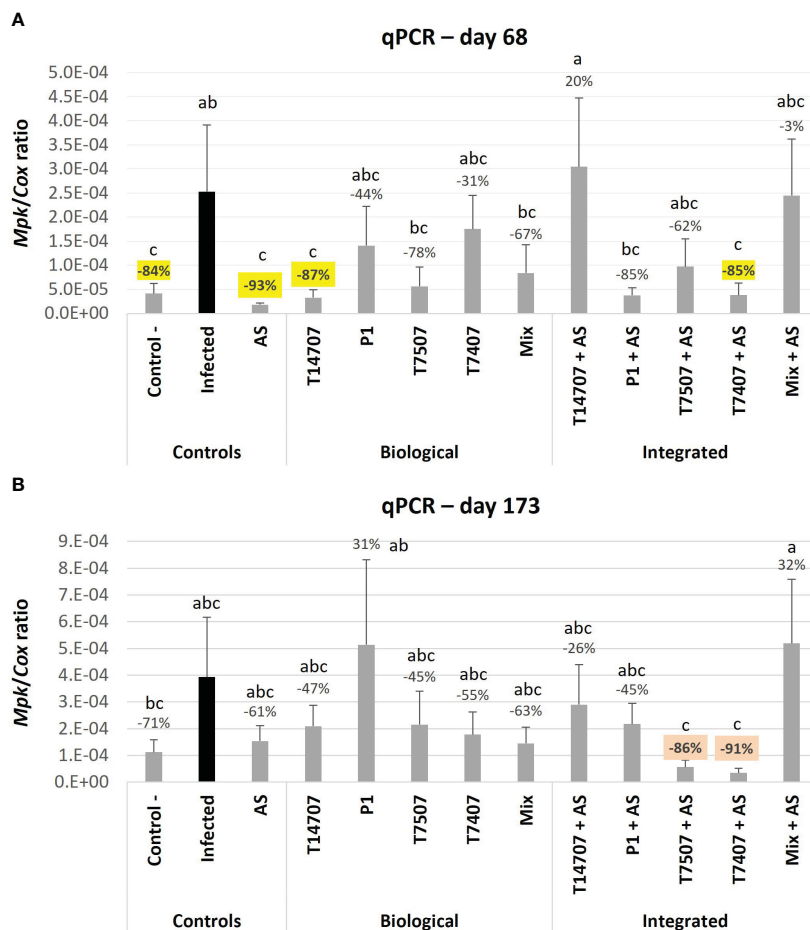 A
qPCR – day 68
Mpk/Cox ratio
5.0E-04
4.5E-04
4.0E-04
3.5E-04
3.0E-04
2.5E-04
2.0E-04
1.5E-04
1.0E-04
5.0E-05
0.0E+00
c
-84%
ab
c
-93%
c
-87%
abc
-44%
bc
-78%
abc
-31%
bc
-67%
a
20%
bc
-85%
abc
-62%
c
-85%
abc
-3%
Control -
Infected
AS
T14707
P1
T7507
T7407
Mix
T14707 + AS
P1 + AS
T7507 + AS
T7407 + AS
Mix + AS
Controls
Biological
Integrated
B
qPCR – day 173
Mpk/Cox ratio
9.E-04
8.E-04
7.E-04
6.E-04
5.E-04
4.E-04
3.E-04
2.E-04
1.E-04
0.E+00
bc
-71%
abc
abc
-61%
abc
-47%
31% ab
abc
-45%
abc
-55%
abc
-63%
abc
-26%
abc
-45%
c
-86%
c
-91%
a
32%
Control -
Infected
AS
T14707
P1
T7507
T7407
Mix
T14707 + AS
P1 + AS
T7507 + AS
T7407 + AS
Mix + AS
Controls
Biological
Integrated